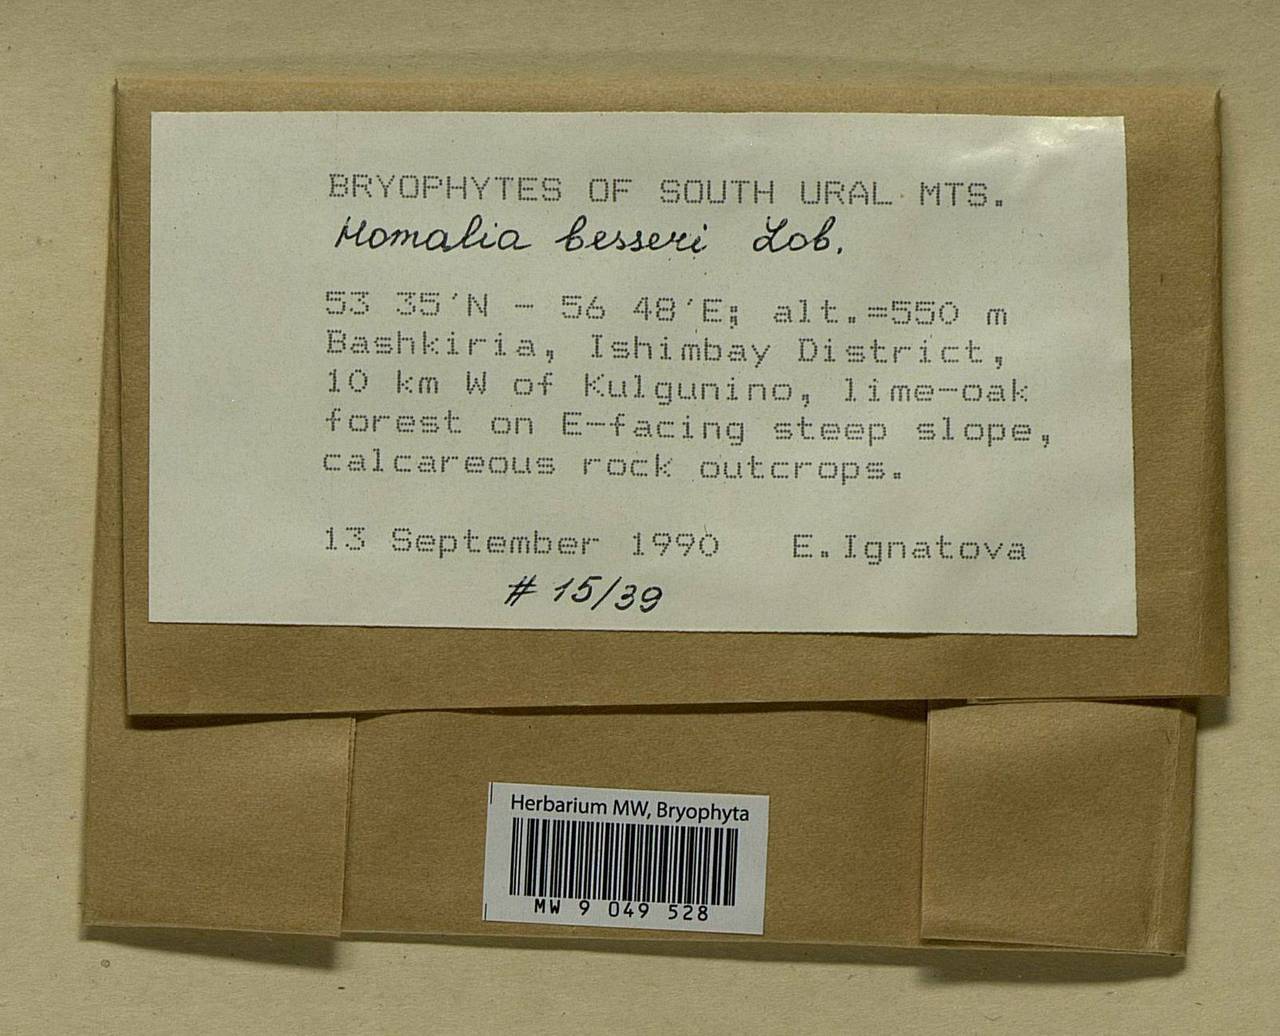 BRYOPHYTES OF SOUTH URAL MTS.
Homalia besseri Lob.
53 35'N - 56 48'E; alt.=550 m
Bashkiria, Ishimbay District,
10 km W of Kulgunino, lime-oak
forest on E-facing steep slope,
calcareous rock outcrops.
13 September 1990 E.Ignatova
# 15/39
Herbarium MW, Bryophyta
MW 9 049 528